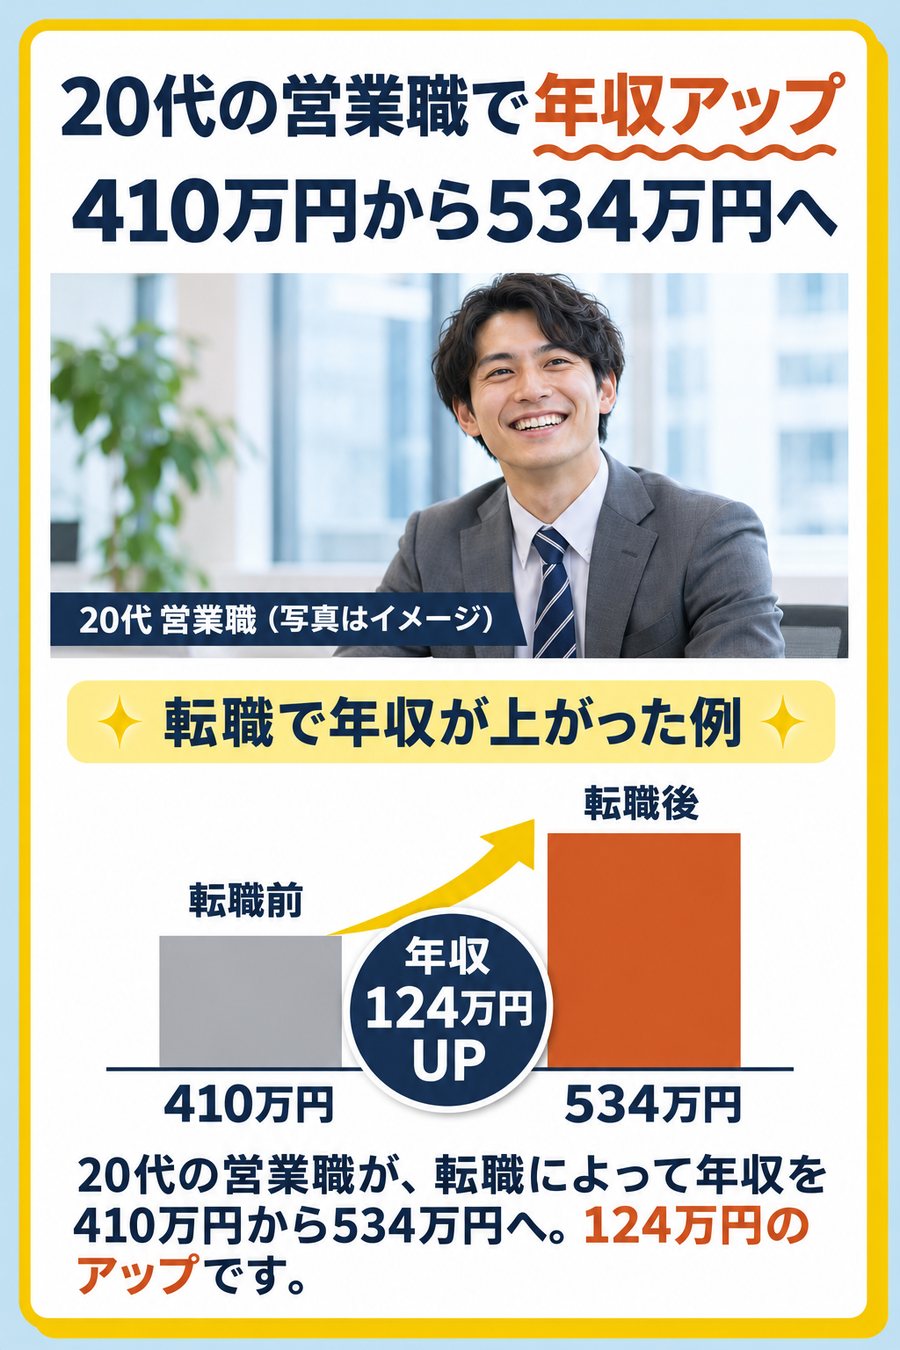 20代の営業職で年収アップ
410万円から534万円へ
20代 営業職（写真はイメージ）
転職で年収が上がった例
転職後
転職前
年収
124万円
UP
410万円
534万円
20代の営業職が、転職によって年収を
410万円から534万円へ。124万円の
アップです。